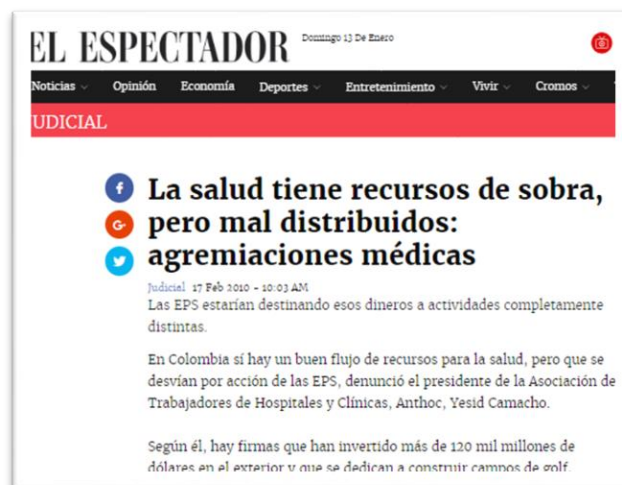 EL ESPECTADOR
Domingo 13 De Enero
Noticias Opinión Economía Deportes Entretenimiento Vivir Cromos
UDICIAL
La salud tiene recursos de sobra,
pero mal distribuidos:
agremiaciones médicas
Judicial 17 Feb 2010 - 10:03 AM
Las EPS estarían destinando esos dineros a actividades completamente
distintas.
En Colombia sí hay un buen flujo de recursos para la salud, pero que se
desvían por acción de las EPS, denunció el presidente de la Asociación de
Trabajadores de Hospitales y Clínicas, Anthoc, Yesid Camacho.
Según él, hay firmas que han invertido más de 120 mil millones de
dólares en el exterior y que se dedican a construir campos de golf.